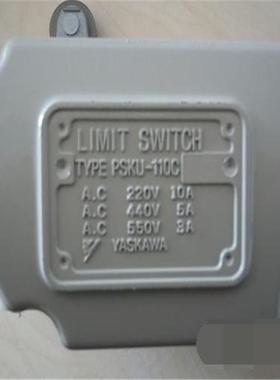 LIMIT SWITCH
TYPE PSKU-110C
A.C 220V 10A
A.C 440V 5A
A.C 550V 3A
YASKAWA